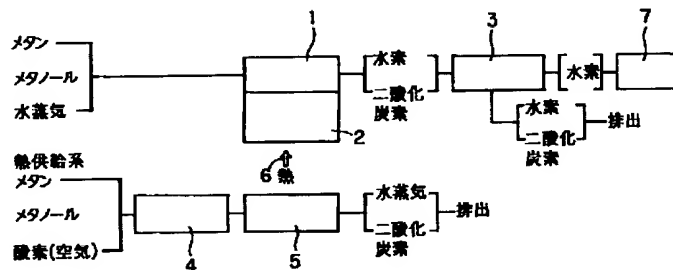 メタン
メタノール
水蒸気
1
2
水素
二酸化
炭素
3
水素
7
水素
二酸化
炭素
排出
6 熱
熱供給系
メタン
メタノール
酸素(空気)
4
5
水蒸気
二酸化
炭素
排出